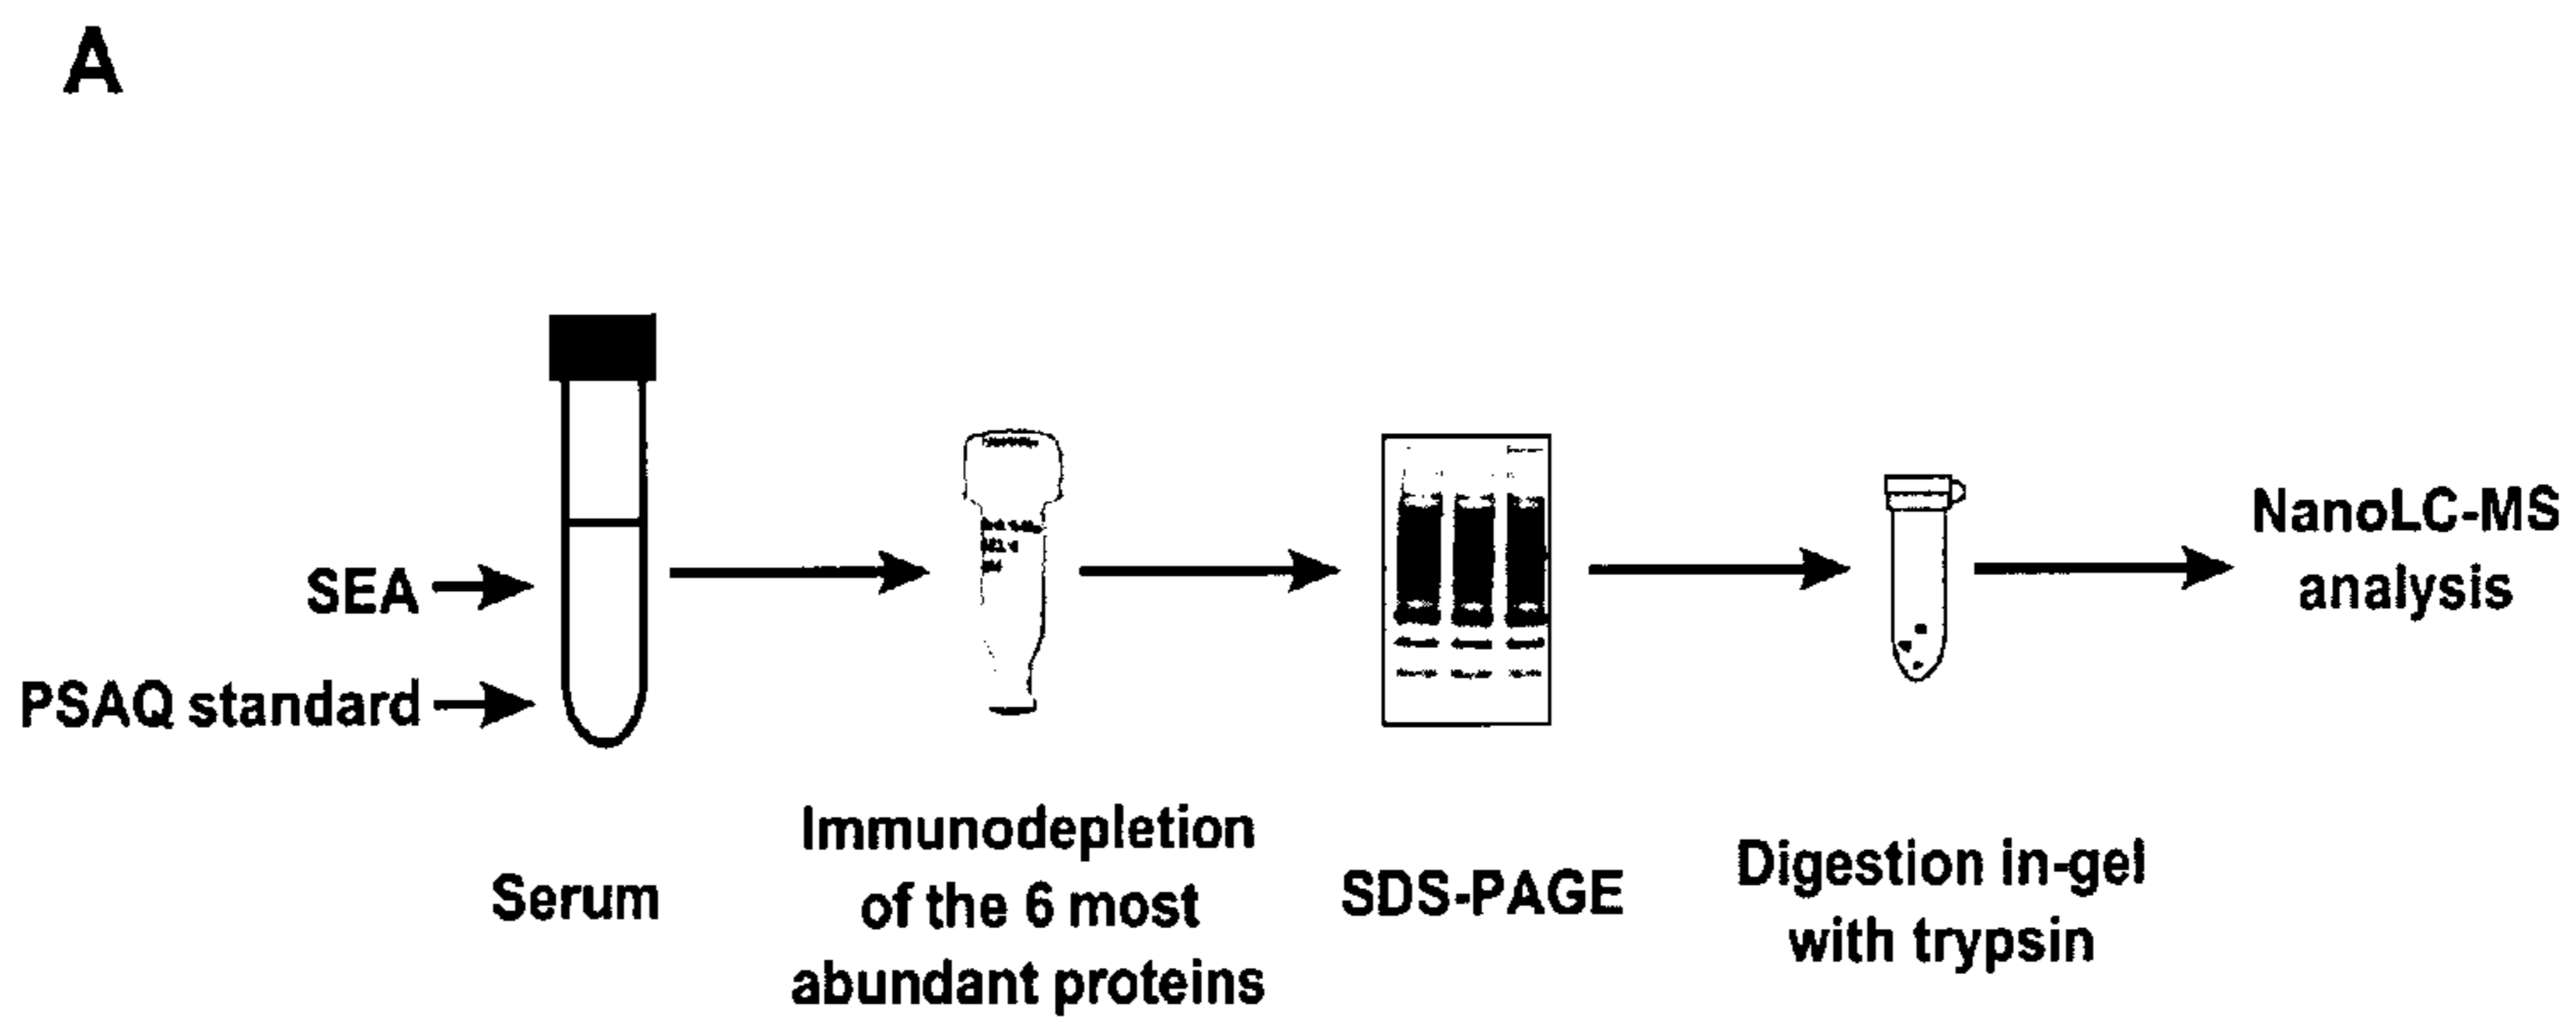 A
SEA
PSAQ standard
Serum
Immunodepletion
of the 6 most
abundant proteins
SDS-PAGE
Digestion in-gel
with trypsin
NanoLC-MS
analysis